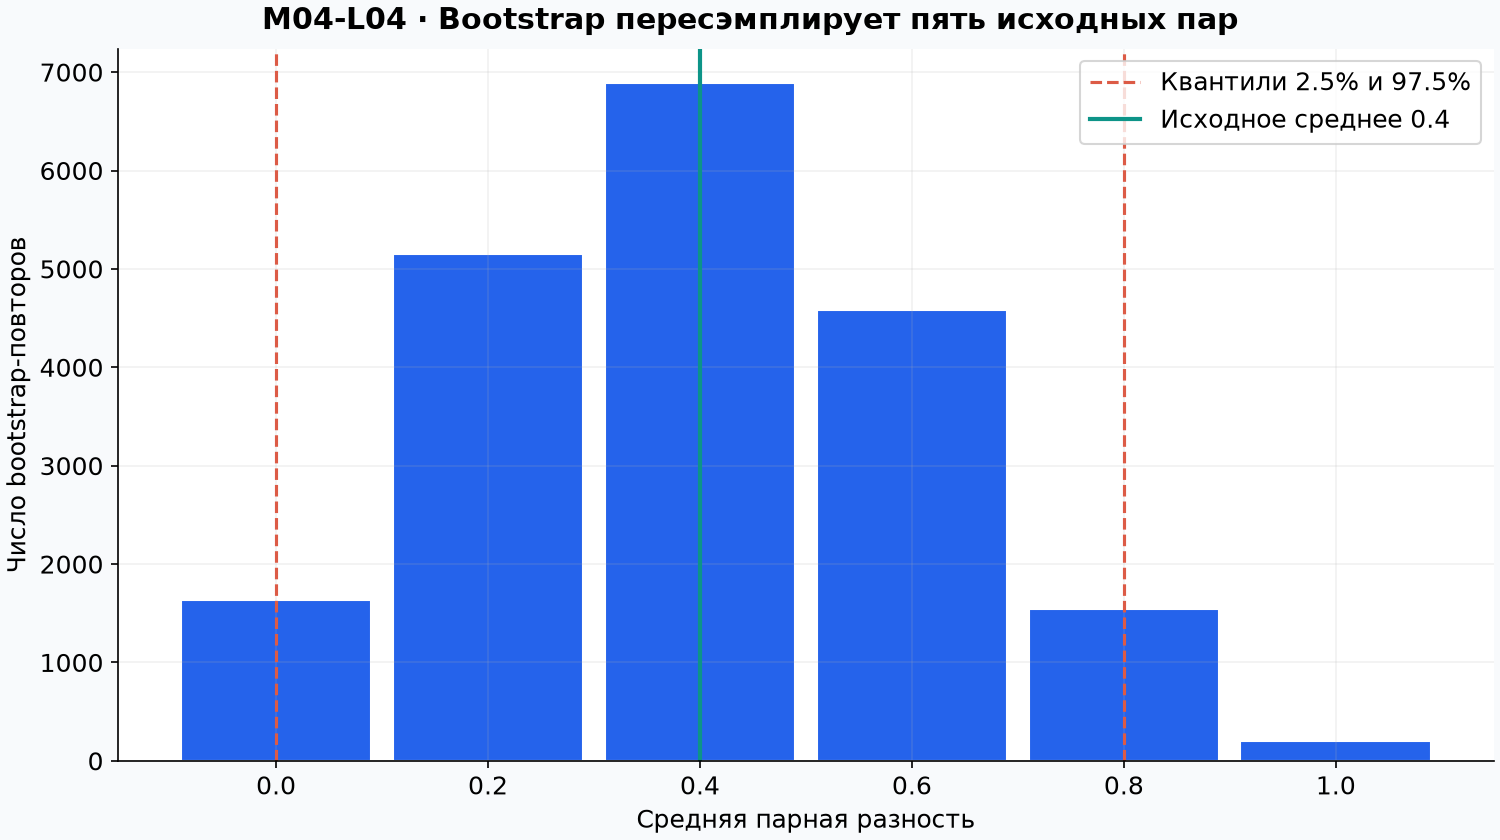 M04-L04 · Bootstrap пересэмплирует пять исходных пар
Число bootstrap-повторов
7000
6000
5000
4000
3000
2000
1000
0
Квантили 2.5% и 97.5%
Исходное среднее 0.4
0.0 0.2 0.4 0.6 0.8 1.0
Средняя парная разность